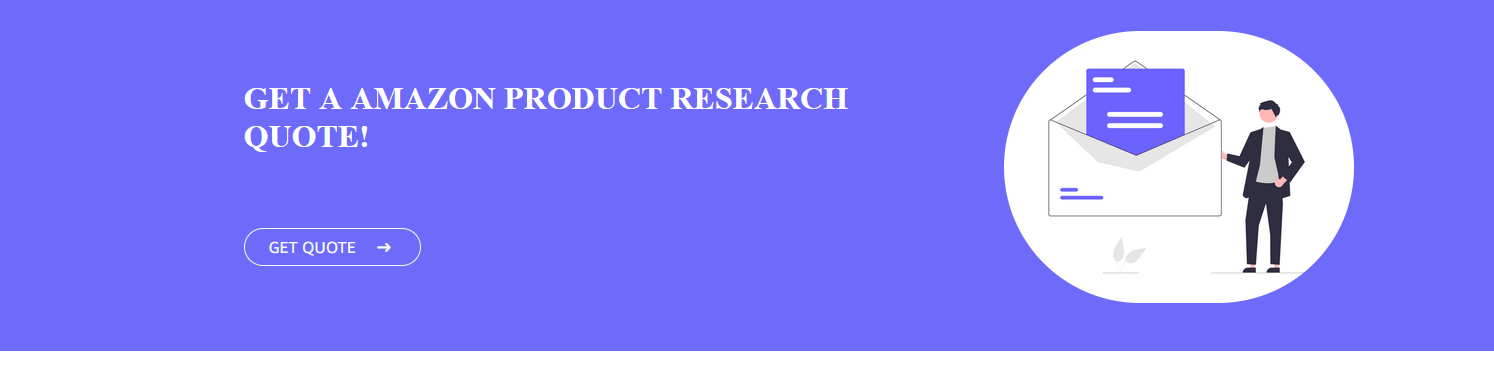 GET A AMAZON PRODUCT RESEARCH
QUOTE!
GET QUOTE